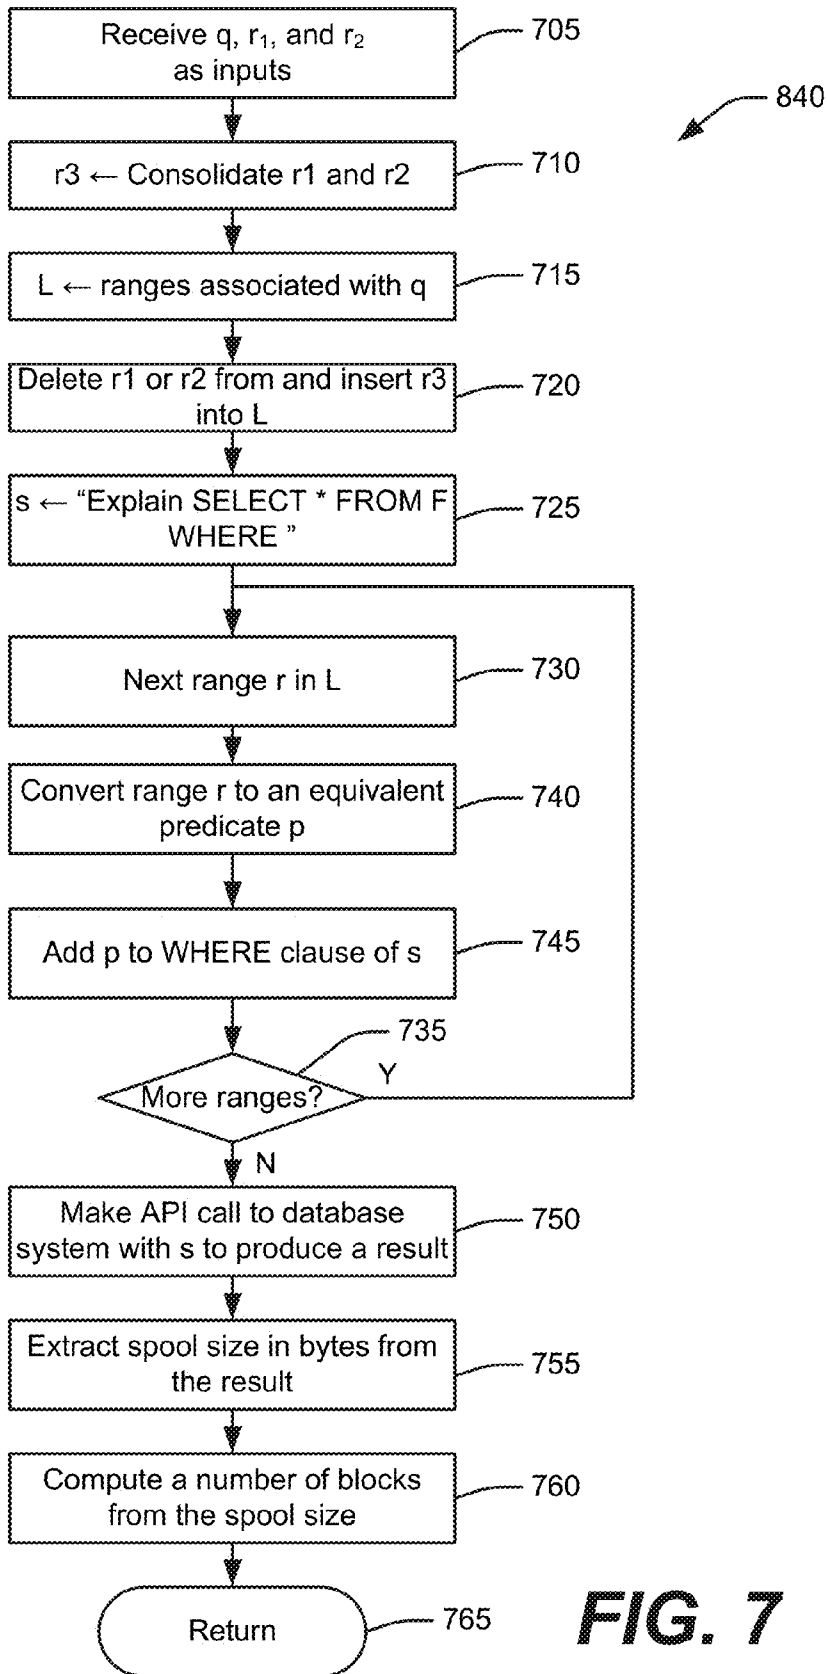 Receive q, r₁, and r₂
as inputs
705
840
r3 ← Consolidate r1 and r2
710
L ← ranges associated with q
715
Delete r1 or r2 from and insert r3
into L
720
s ← “Explain SELECT * FROM F
WHERE ”
725
Next range r in L
730
Convert range r to an equivalent
predicate p
740
Add p to WHERE clause of s
745
735
More ranges?
Y
N
Make API call to database
system with s to produce a result
750
Extract spool size in bytes from
the result
755
Compute a number of blocks
from the spool size
760
Return
765
FIG. 7